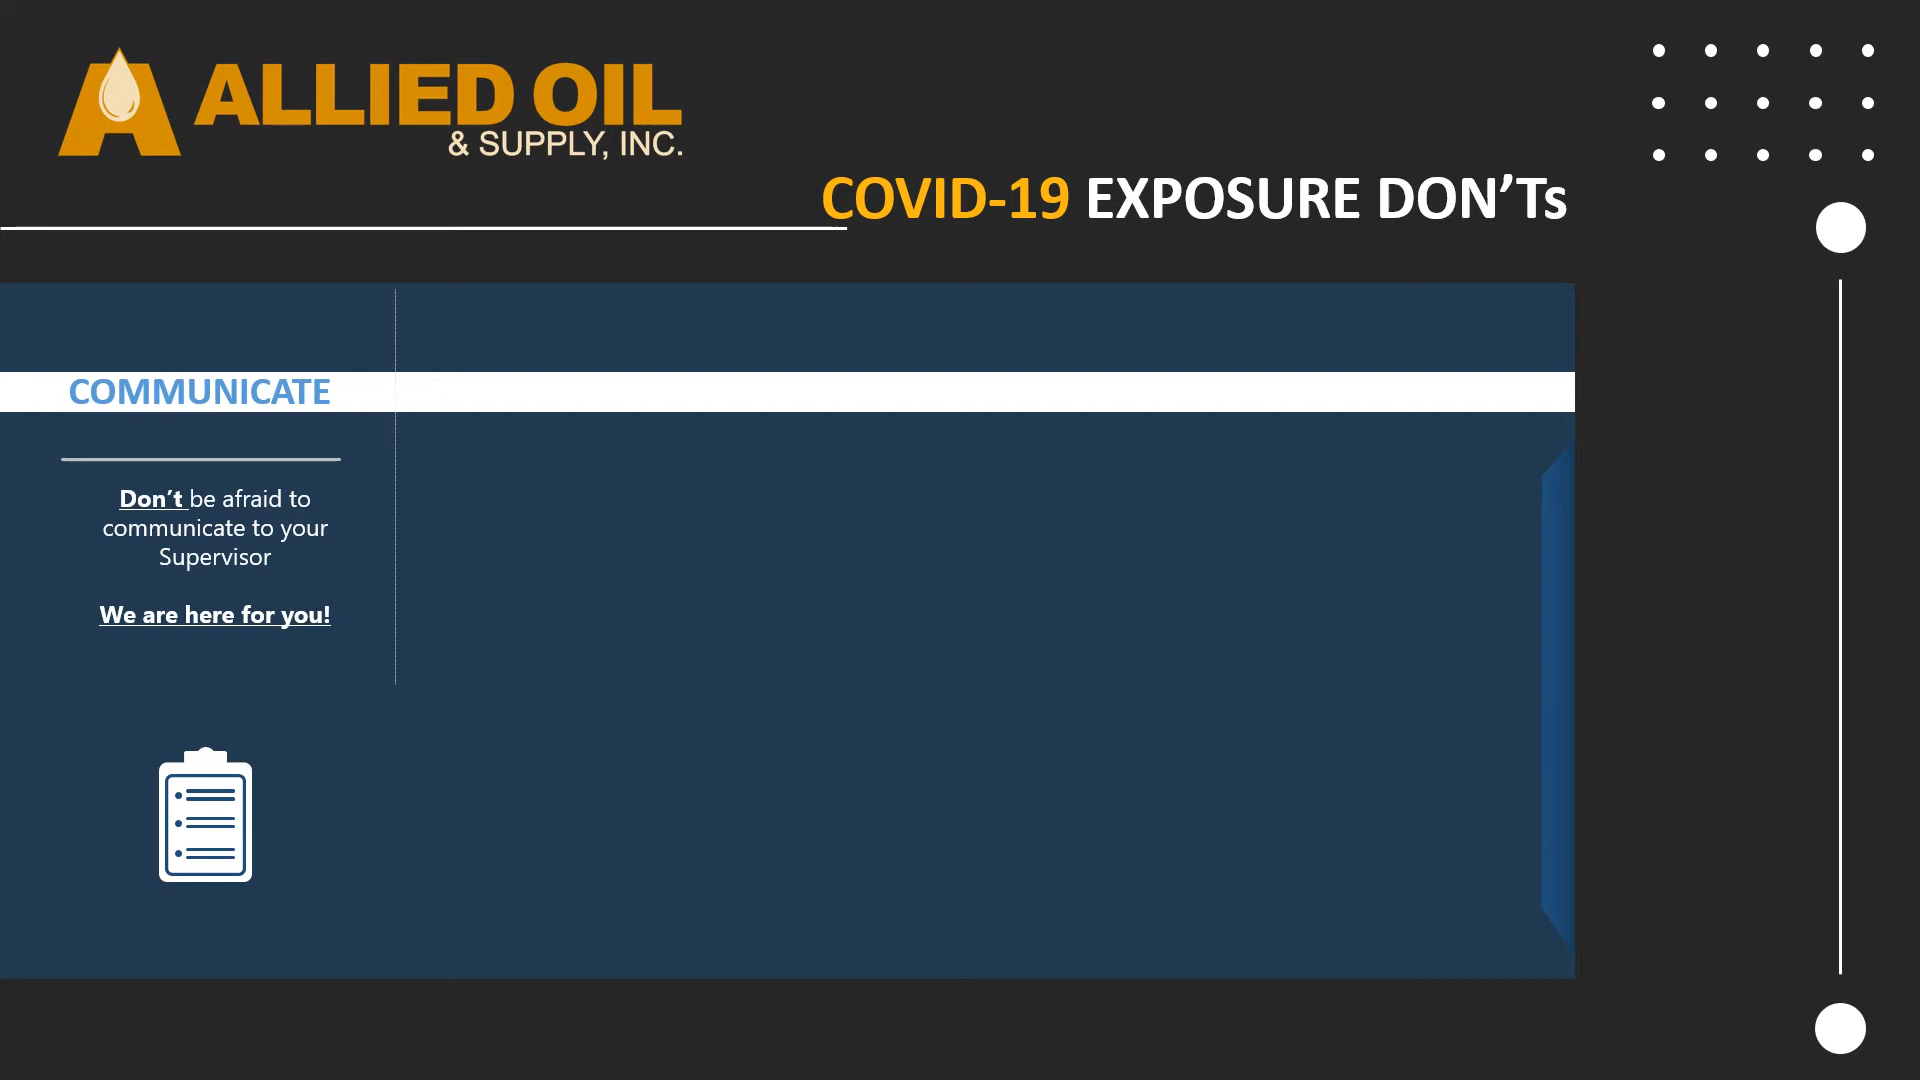 ALLIED OIL
& SUPPLY, INC.
COVID-19 EXPOSURE DON’Ts
COMMUNICATE
Don’t be afraid to
communicate to your
Supervisor
We are here for you!